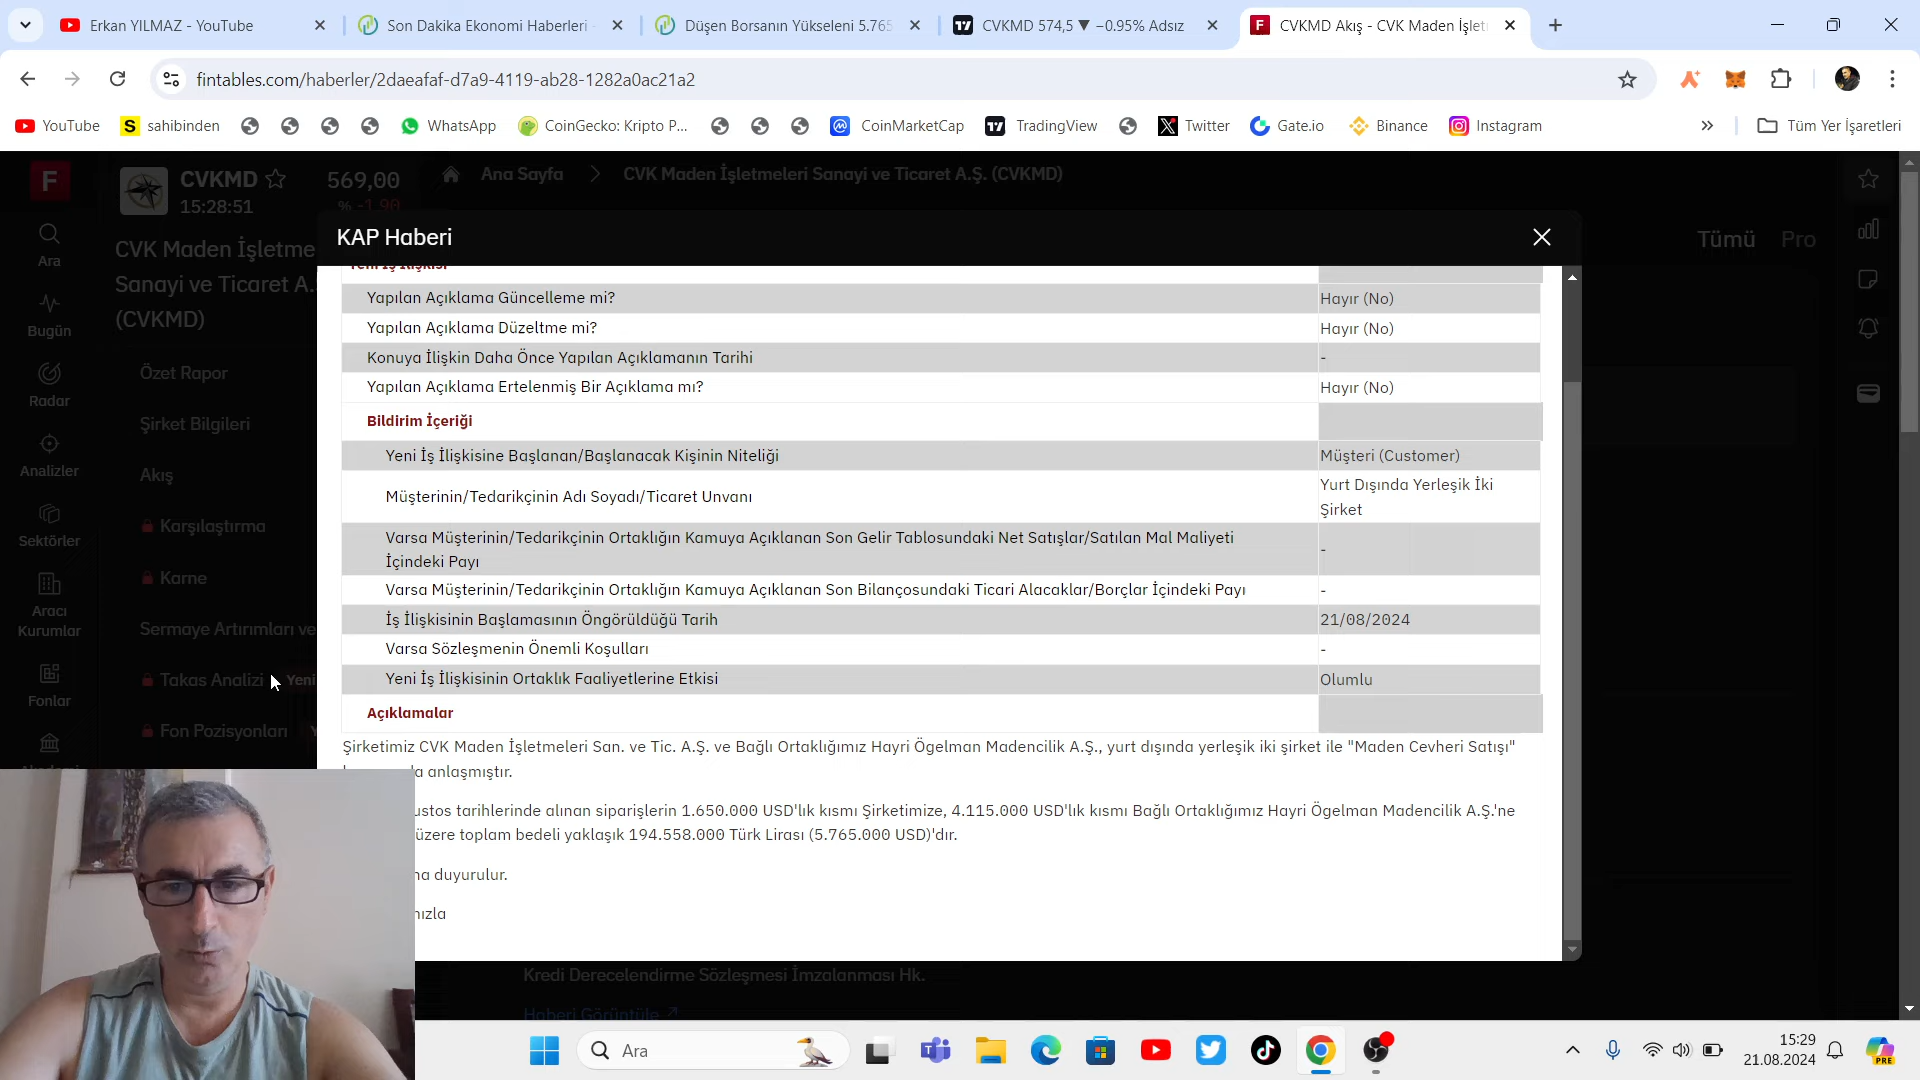 Erkan YILMAZ - YouTube
Son Dakika Ekonomi Haberleri -
Düşen Borsanın Yükseleni 5.765
CVKMD 574,5 ▼ −0.95% Adsız
CVKMD Akış - CVK Maden İşlet
fintables.com/haberler/2daeafaf-d7a9-4119-ab28-1282a0ac21a2
YouTube
sahibinden
WhatsApp
CoinGecko: Kripto P...
CoinMarketCap
TradingView
Twitter
Gate.io
Binance
Instagram
Tüm Yer İşaretleri
CVKMD
15:28:51
569,00
% -1,90
Ana Sayfa
CVK Maden İşletmeleri Sanayi ve Ticaret A.Ş. (CVKMD)
Tümü
Pro
Ara
Bugün
Radar
Analizler
Sektörler
Aracı
Kurumlar
Fonlar
CVK Maden İşletme
Sanayi ve Ticaret A.
(CVKMD)
Özet Rapor
Şirket Bilgileri
Akış
Karşılaştırma
Karne
Sermaye Artırımları ve
Takas Analizi Yeni
Fon Pozisyonları Y
KAP Haberi
Yeni İş İlişkisi
Yapılan Açıklama Güncelleme mi? Hayır (No)
Yapılan Açıklama Düzeltme mi? Hayır (No)
Konuya İlişkin Daha Önce Yapılan Açıklamanın Tarihi -
Yapılan Açıklama Ertelenmiş Bir Açıklama mı? Hayır (No)
Bildirim İçeriği
Yeni İş İlişkisine Başlanan/Başlanacak Kişinin Niteliği Müşteri (Customer)
Müşterinin/Tedarikçinin Adı Soyadı/Ticaret Unvanı Yurt Dışında Yerleşik İki
Şirket
Varsa Müşterinin/Tedarikçinin Ortaklığın Kamuya Açıklanan Son Gelir Tablosundaki Net Satışlar/Satılan Mal Maliyeti
İçindeki Payı -
Varsa Müşterinin/Tedarikçinin Ortaklığın Kamuya Açıklanan Son Bilançosundaki Ticari Alacaklar/Borçlar İçindeki Payı -
İş İlişkisinin Başlamasının Öngörüldüğü Tarih 21/08/2024
Varsa Sözleşmenin Önemli Koşulları -
Yeni İş İlişkisinin Ortaklık Faaliyetlerine Etkisi Olumlu
Açıklamalar
Şirketimiz CVK Maden İşletmeleri San. ve Tic. A.Ş. ve Bağlı Ortaklığımız Hayri Ögelman Madencilik A.Ş., yurt dışında yerleşik iki şirket ile "Maden Cevheri Satışı"
a anlaşmıştır.
ustos tarihlerinde alınan siparişlerin 1.650.000 USD'lık kısmı Şirketimize, 4.115.000 USD'lık kısmı Bağlı Ortaklığımız Hayri Ögelman Madencilik A.Ş.'ne
üzere toplam bedeli yaklaşık 194.558.000 Türk Lirası (5.765.000 USD)'dır.
na duyurulur.
mızla
Kredi Derecelendirme Sözleşmesi İmzalanması Hk.
Haberi Görüntüle
Ara
15:29
21.08.2024